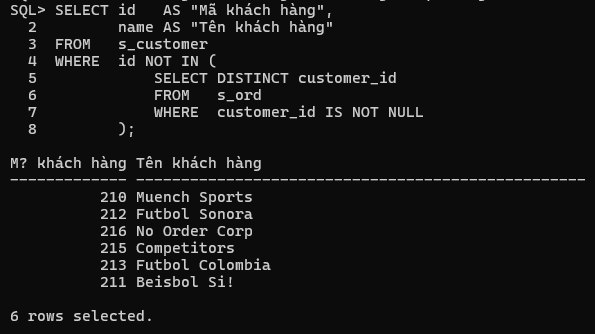 SQL> SELECT id   AS "Mã khách hàng",
  2         name AS "Tên khách hàng"
  3  FROM   s_customer
  4  WHERE  id NOT IN (
  5             SELECT DISTINCT customer_id
  6             FROM   s_ord
  7             WHERE  customer_id IS NOT NULL
  8         );
M? khách hàng Tên khách hàng
------------- --------------------------------------------------
          210 Muench Sports
          212 Futbol Sonora
          216 No Order Corp
          215 Competitors
          213 Futbol Colombia
          211 Beisbol Si!
6 rows selected.